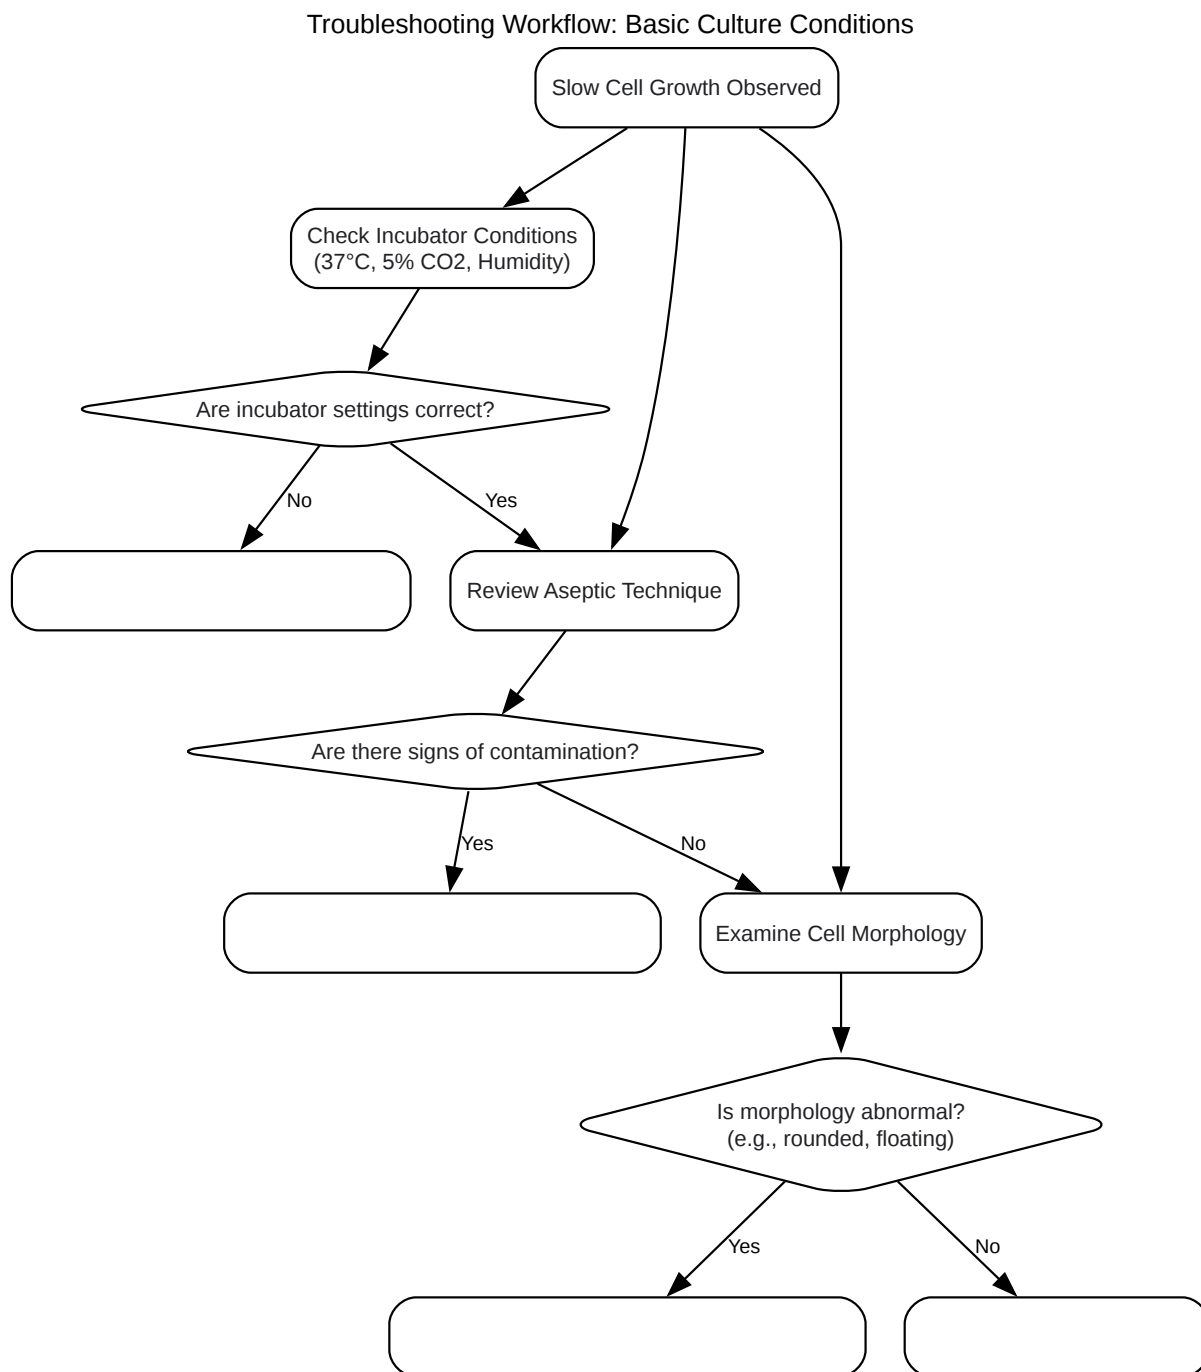 Troubleshooting Workflow: Basic Culture Conditions
Slow Cell Growth Observed
Check Incubator Conditions
(37°C, 5% CO2, Humidity)
Are incubator settings correct?
No
Yes
Review Aseptic Technique
Are there signs of contamination?
Yes
No
Examine Cell Morphology
Is morphology abnormal?
(e.g., rounded, floating)
Yes
No